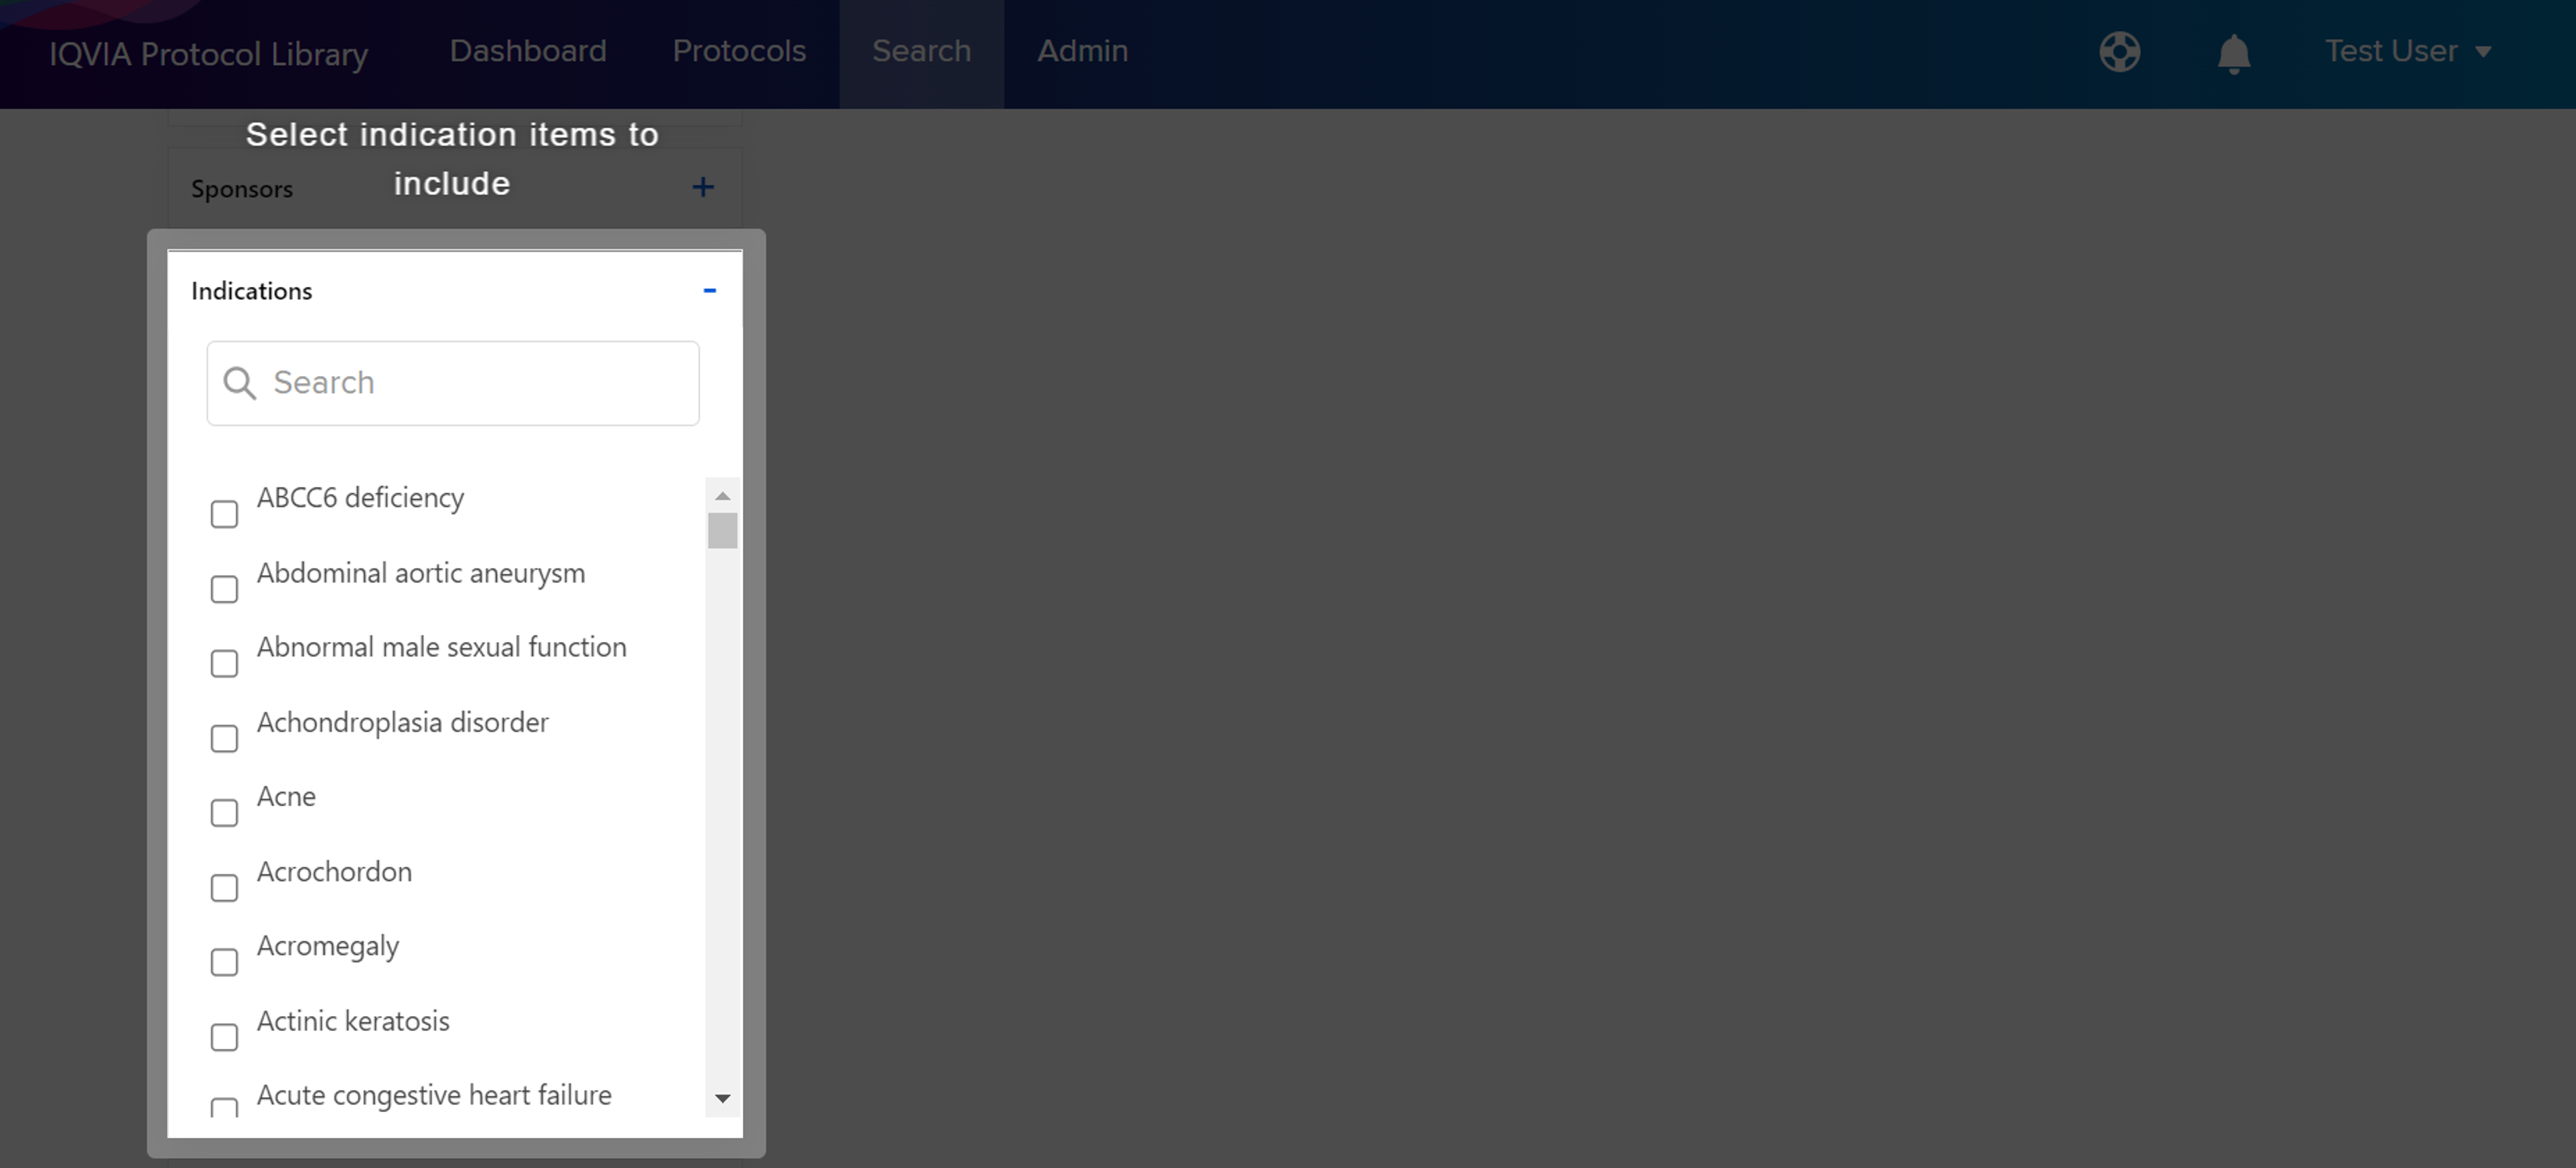 IQVIA Protocol Library Dashboard Protocols Search Admin Test User
Select indication items to
include
Sponsors +
Indications -
Search
ABCC6 deficiency
Abdominal aortic aneurysm
Abnormal male sexual function
Achondroplasia disorder
Acne
Acrochordon
Acromegaly
Actinic keratosis
Acute congestive heart failure